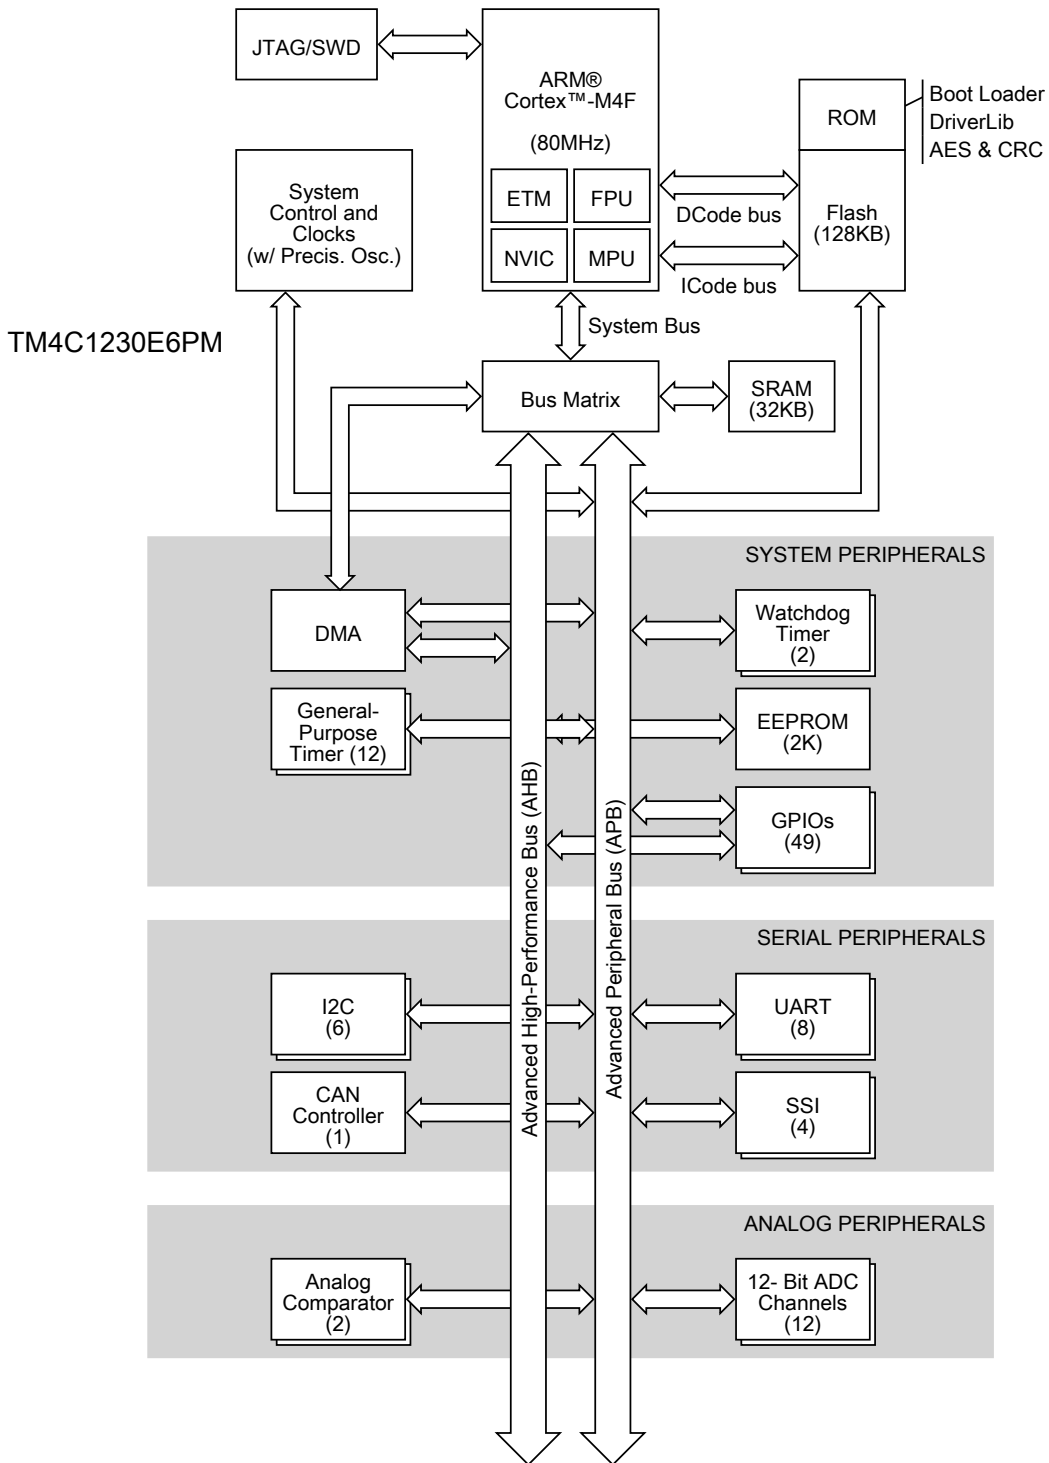 JTAG/SWD
ARM®
Cortex™-M4F
(80MHz)
ETM
FPU
NVIC
MPU
ROM
Flash
(128KB)
Boot Loader
DriverLib
AES & CRC
DCode bus
ICode bus
System
Control and
Clocks
(w/ Precis. Osc.)
TM4C1230E6PM
System Bus
Bus Matrix
SRAM
(32KB)
SYSTEM PERIPHERALS
DMA
Watchdog
Timer
(2)
General-
Purpose
Timer (12)
EEPROM
(2K)
GPIOs
(49)
Advanced High-Performance Bus (AHB)
Advanced Peripheral Bus (APB)
SERIAL PERIPHERALS
I2C
(6)
UART
(8)
CAN
Controller
(1)
SSI
(4)
ANALOG PERIPHERALS
Analog
Comparator
(2)
12- Bit ADC
Channels
(12)